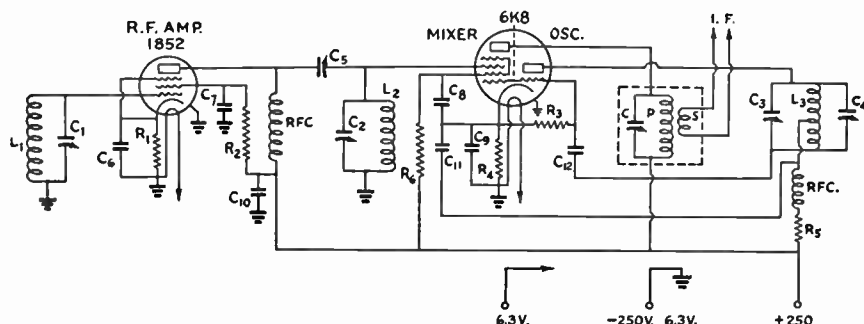 R.F. AMP.
1852
6K8
MIXER
OSC.
I. F.
C5
C7
L2
C8
R3
C3
L3
C4
L1
C1
R1
R2
RFC
C2
C9
C
P
S
C6
C11
R4
C12
R6
RFC.
C10
R5
6.3V.
-250V. 6.3V.
+250